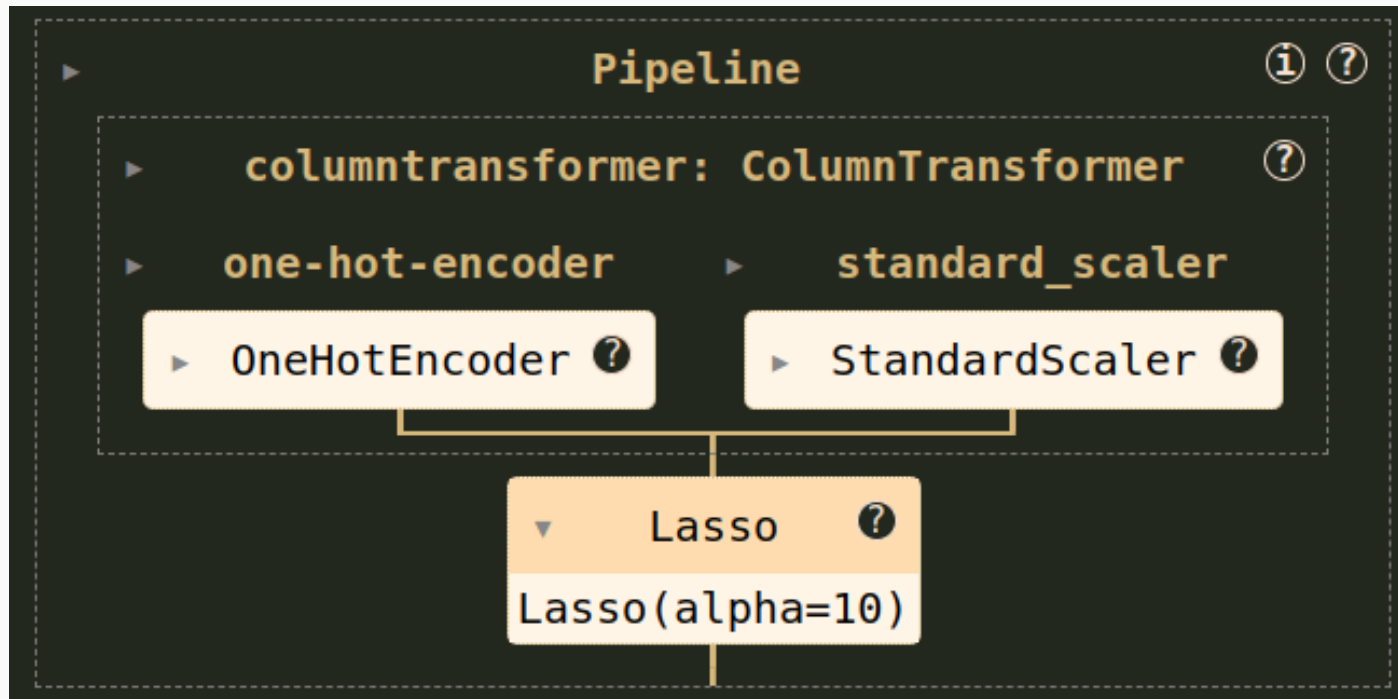 Pipeline i ?
columntransformer: ColumnTransformer ?
one-hot-encoder standard_scaler
OneHotEncoder ? StandardScaler ?
Lasso ?
Lasso(alpha=10)